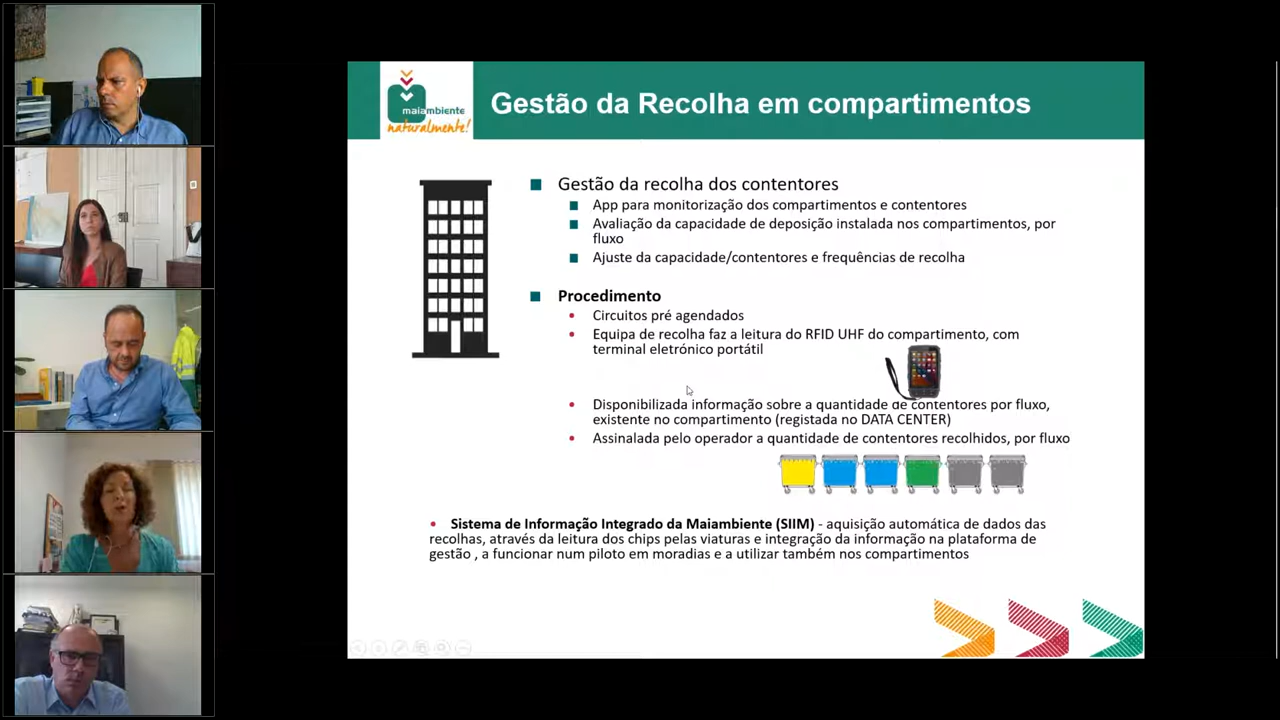 maiambiente
naturalmente!
Gestão da Recolha em compartimentos
Gestão da recolha dos contentores
App para monitorização dos compartimentos e contentores
Avaliação da capacidade de deposição instalada nos compartimentos, por
fluxo
Ajuste da capacidade/contentores e frequências de recolha
Procedimento
Circuitos pré agendados
Equipa de recolha faz a leitura do RFID UHF do compartimento, com
terminal eletrónico portátil
Disponibilizada informação sobre a quantidade de contentores por fluxo,
existente no compartimento (registada no DATA CENTER)
Assinalada pelo operador a quantidade de contentores recolhidos, por fluxo
Sistema de Informação Integrado da Maiambiente (SIIM) - aquisição automática de dados das
recolhas, através da leitura dos chips pelas viaturas e integração da informação na plataforma de
gestão , a funcionar num piloto em moradias e a utilizar também nos compartimentos